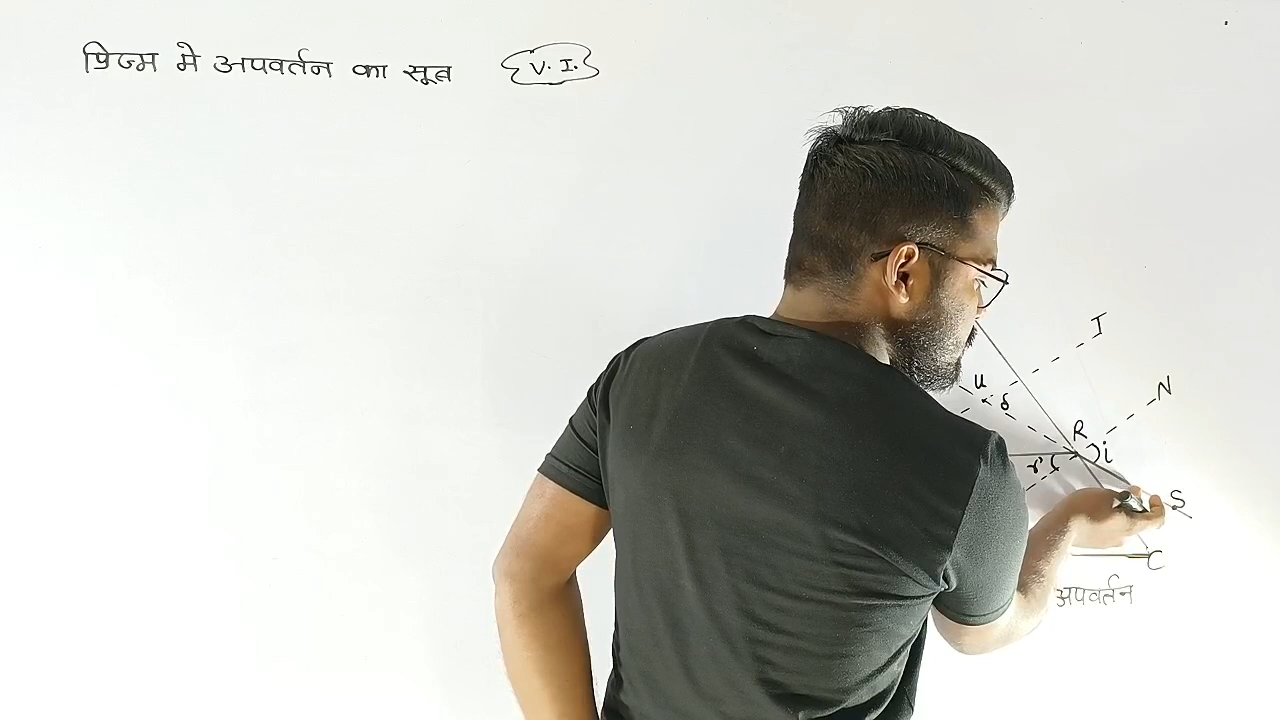 प्रिज्म मे अपवर्तन का सूत्र V. I.
I
N
u
δ
R
i
r'
S
C
अपवर्तन